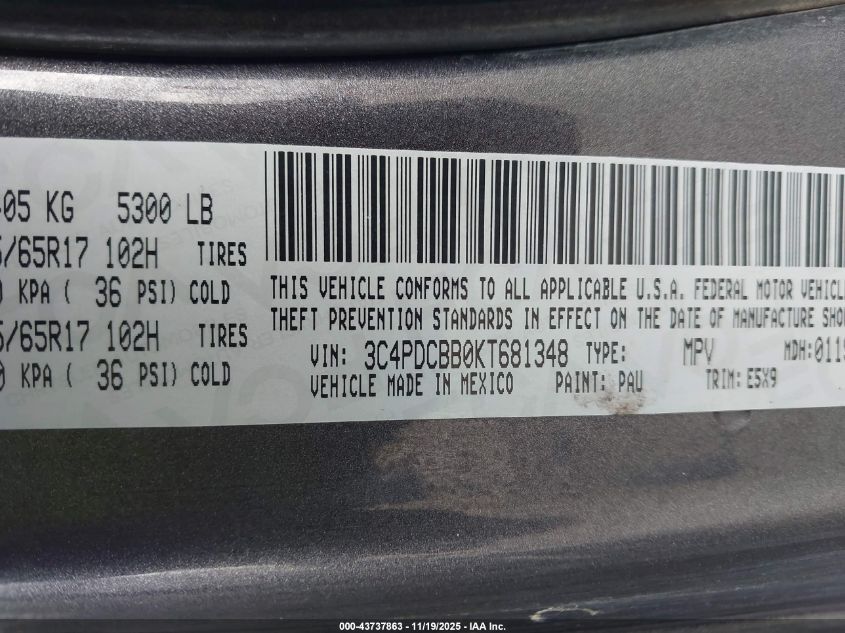 05 KG 5300 LB
/65R17 102H TIRES
KPA ( 36 PSI) COLD
/65R17 102H TIRES
KPA ( 36 PSI) COLD
THIS VEHICLE CONFORMS TO ALL APPLICABLE U.S.A. FEDERAL MOTOR VEHICLE
THEFT PREVENTION STANDARDS IN EFFECT ON THE DATE OF MANUFACTURE SHO
VIN: 3C4PDCBB0KT681348 TYPE: MPV MDH:011
VEHICLE MADE IN MEXICO PAINT: PAU TRIM: E5X9
000-43737863 - 11/19/2025 - IAA Inc.